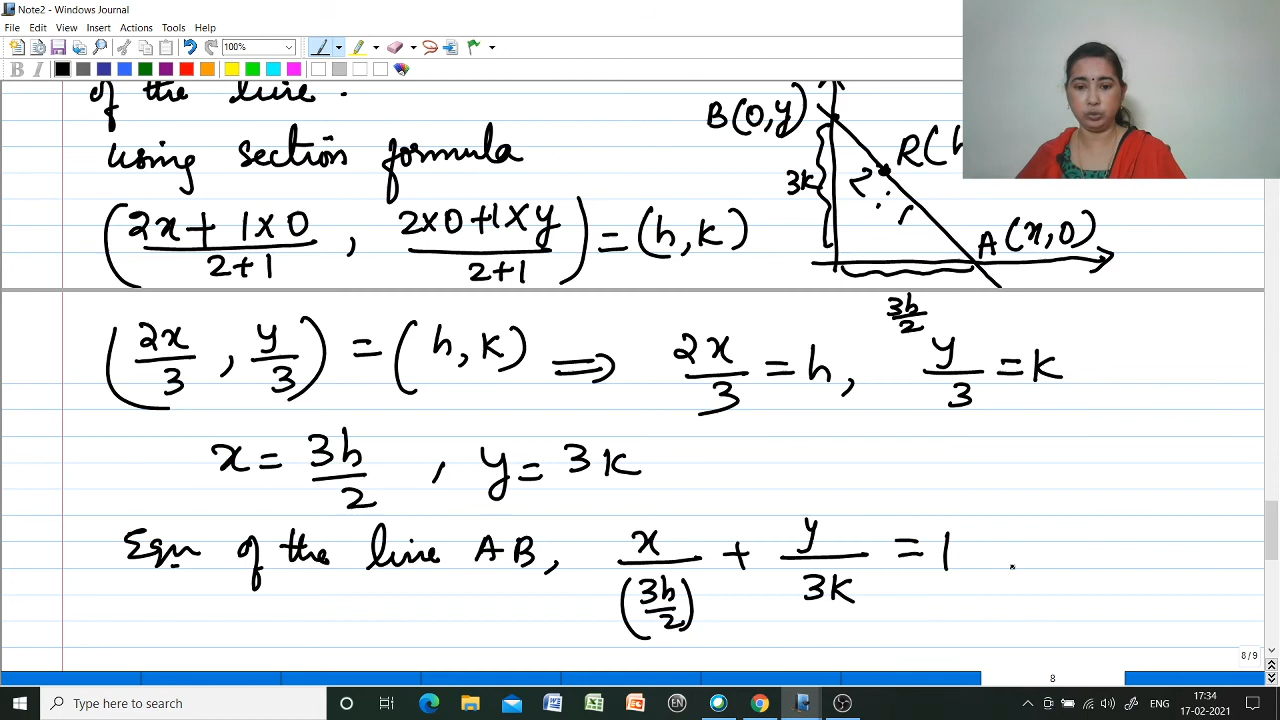 Note2 - Windows Journal
File Edit View Insert Actions Tools Help
100%
B I
of the line.
using section formula
(2x + 1×0 / 2+1 , 2×0 + 1×y / 2+1) = (h, k)
B(0,y)
R(h
3k
2 : 1
A(x,0)
3h/2
(2x/3 , y/3) = (h, k) ⟹ 2x/3 = h, y/3 = k
x = 3h/2 , y = 3k
Eqn of the line AB, x/(3h/2) + y/3k = 1
8/9
8
Type here to search
EN
ENG
17:34
17-02-2021